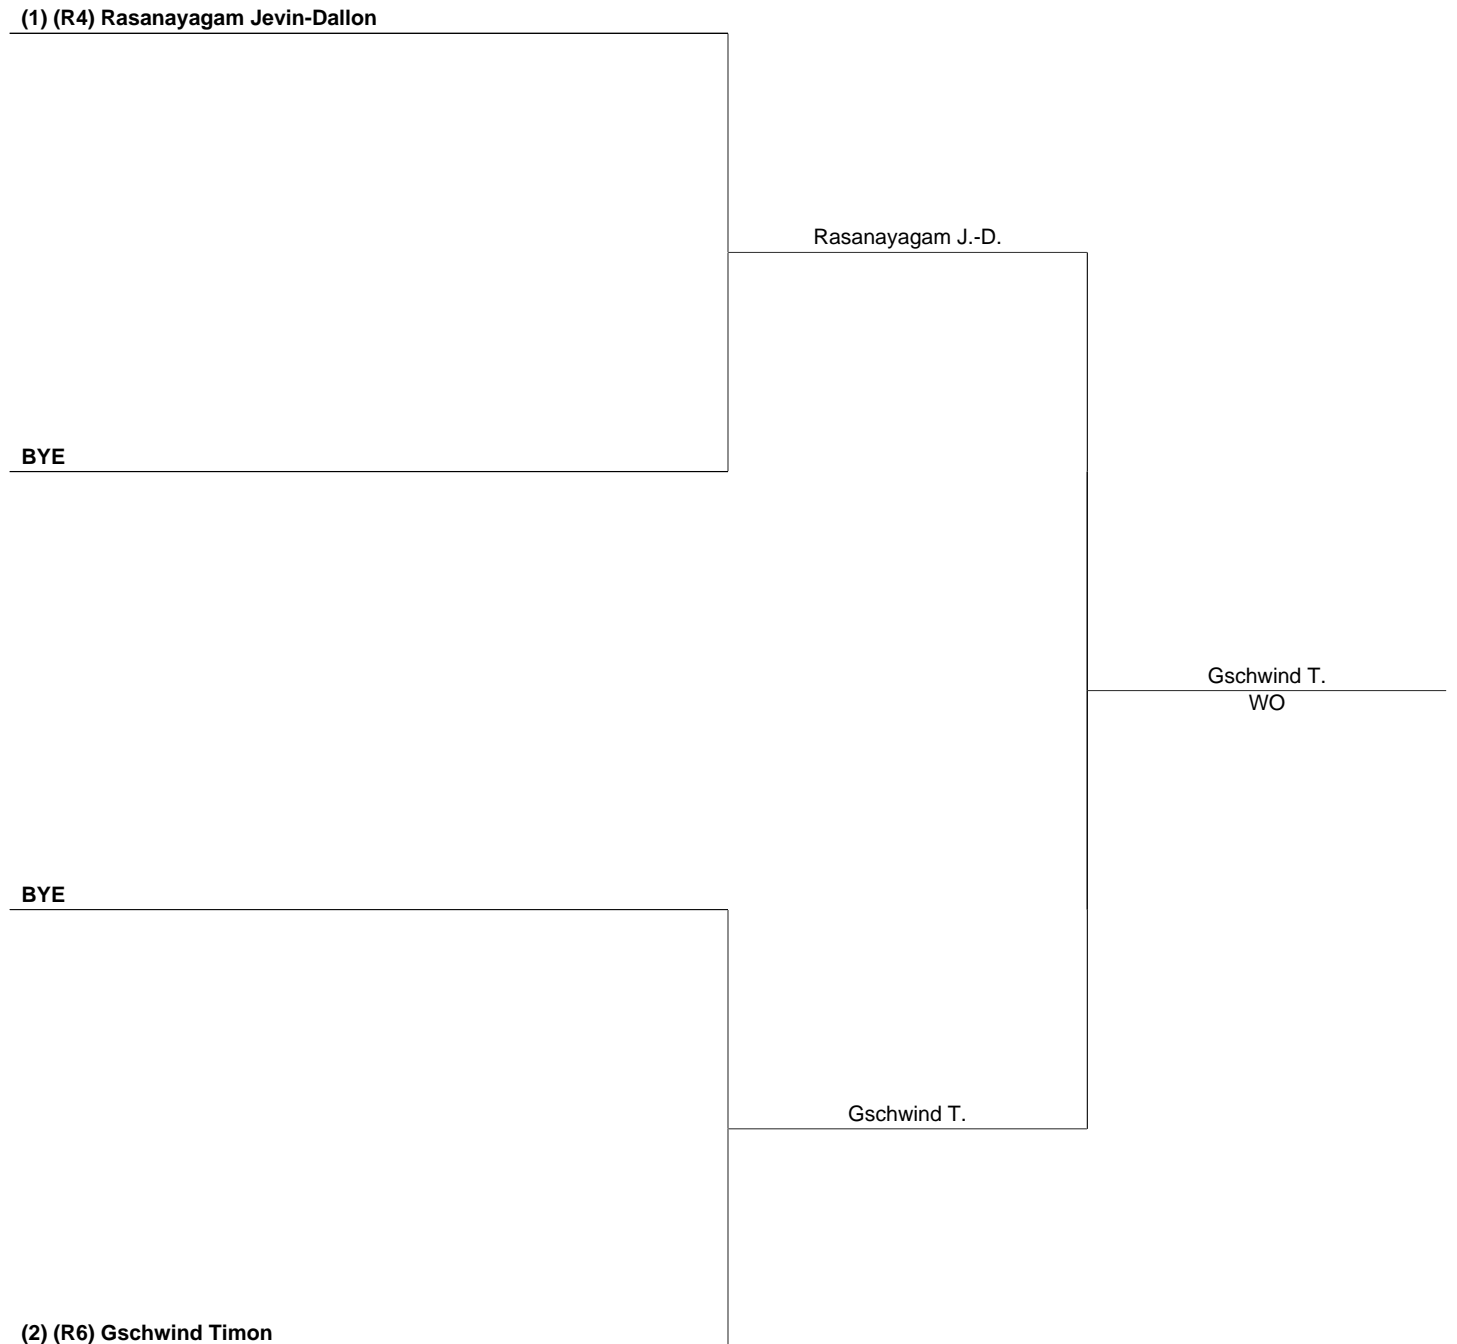 (1) (R4) Rasanayagam Jevin-Dallon
Rasanayagam J.-D.
BYE
Gschwind T.
WO
BYE
Gschwind T.
(2) (R6) Gschwind Timon